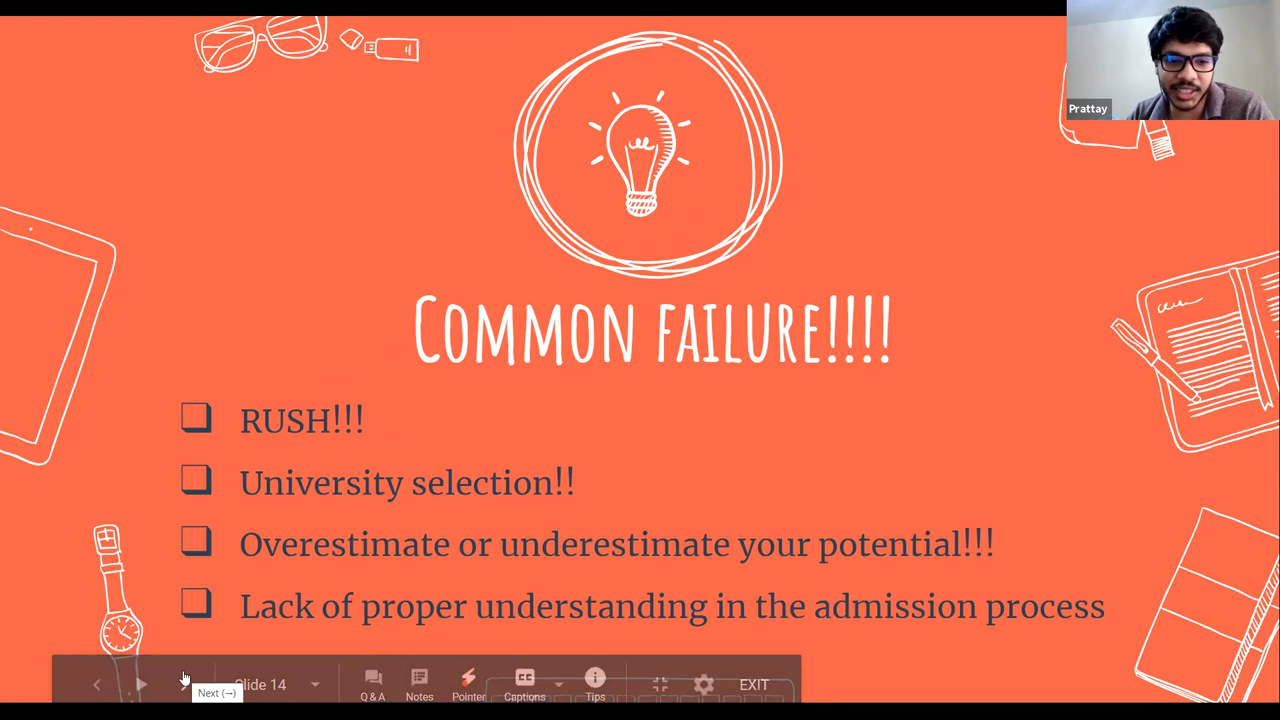 Prattay
COMMON FAILURE!!!!
RUSH!!!
University selection!!
Overestimate or underestimate your potential!!!
Lack of proper understanding in the admission process
Slide 14
Q & A
Notes
Pointer
Captions
Tips
EXIT
Next (→)